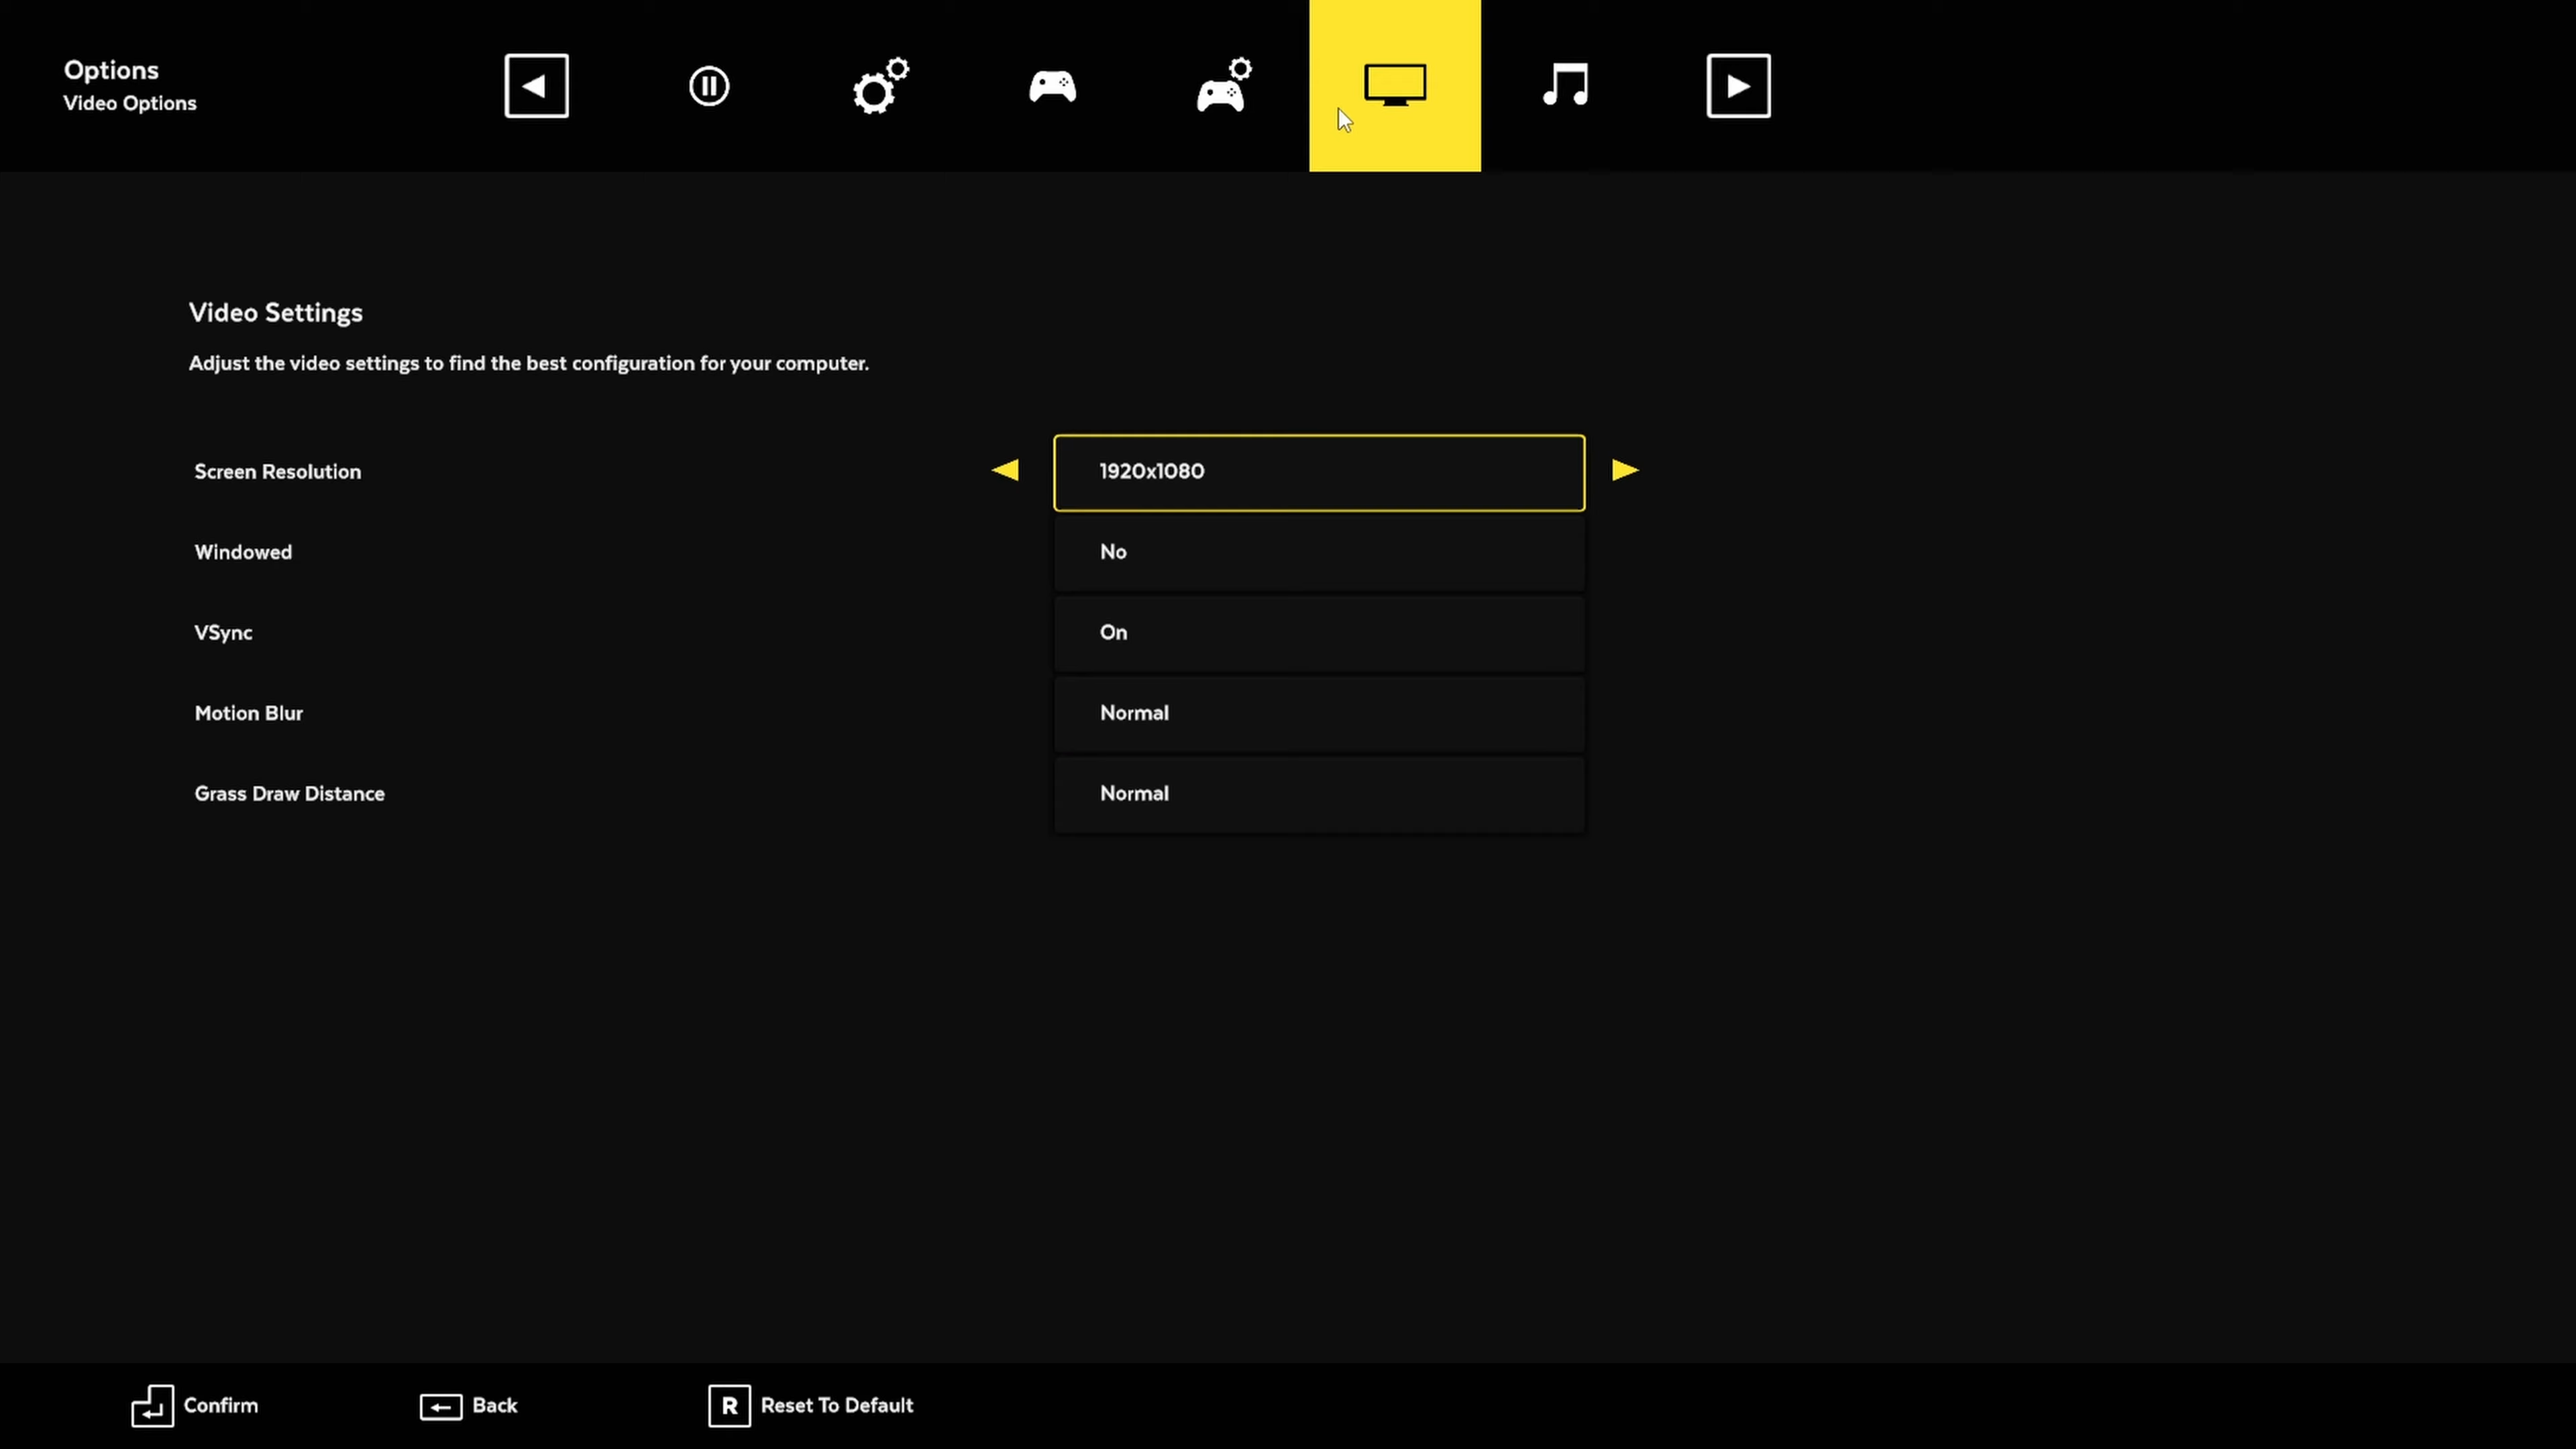 Options
Video Options
Video Settings
Adjust the video settings to find the best configuration for your computer.
Screen Resolution 1920x1080
Windowed No
VSync On
Motion Blur Normal
Grass Draw Distance Normal
Confirm Back R Reset To Default